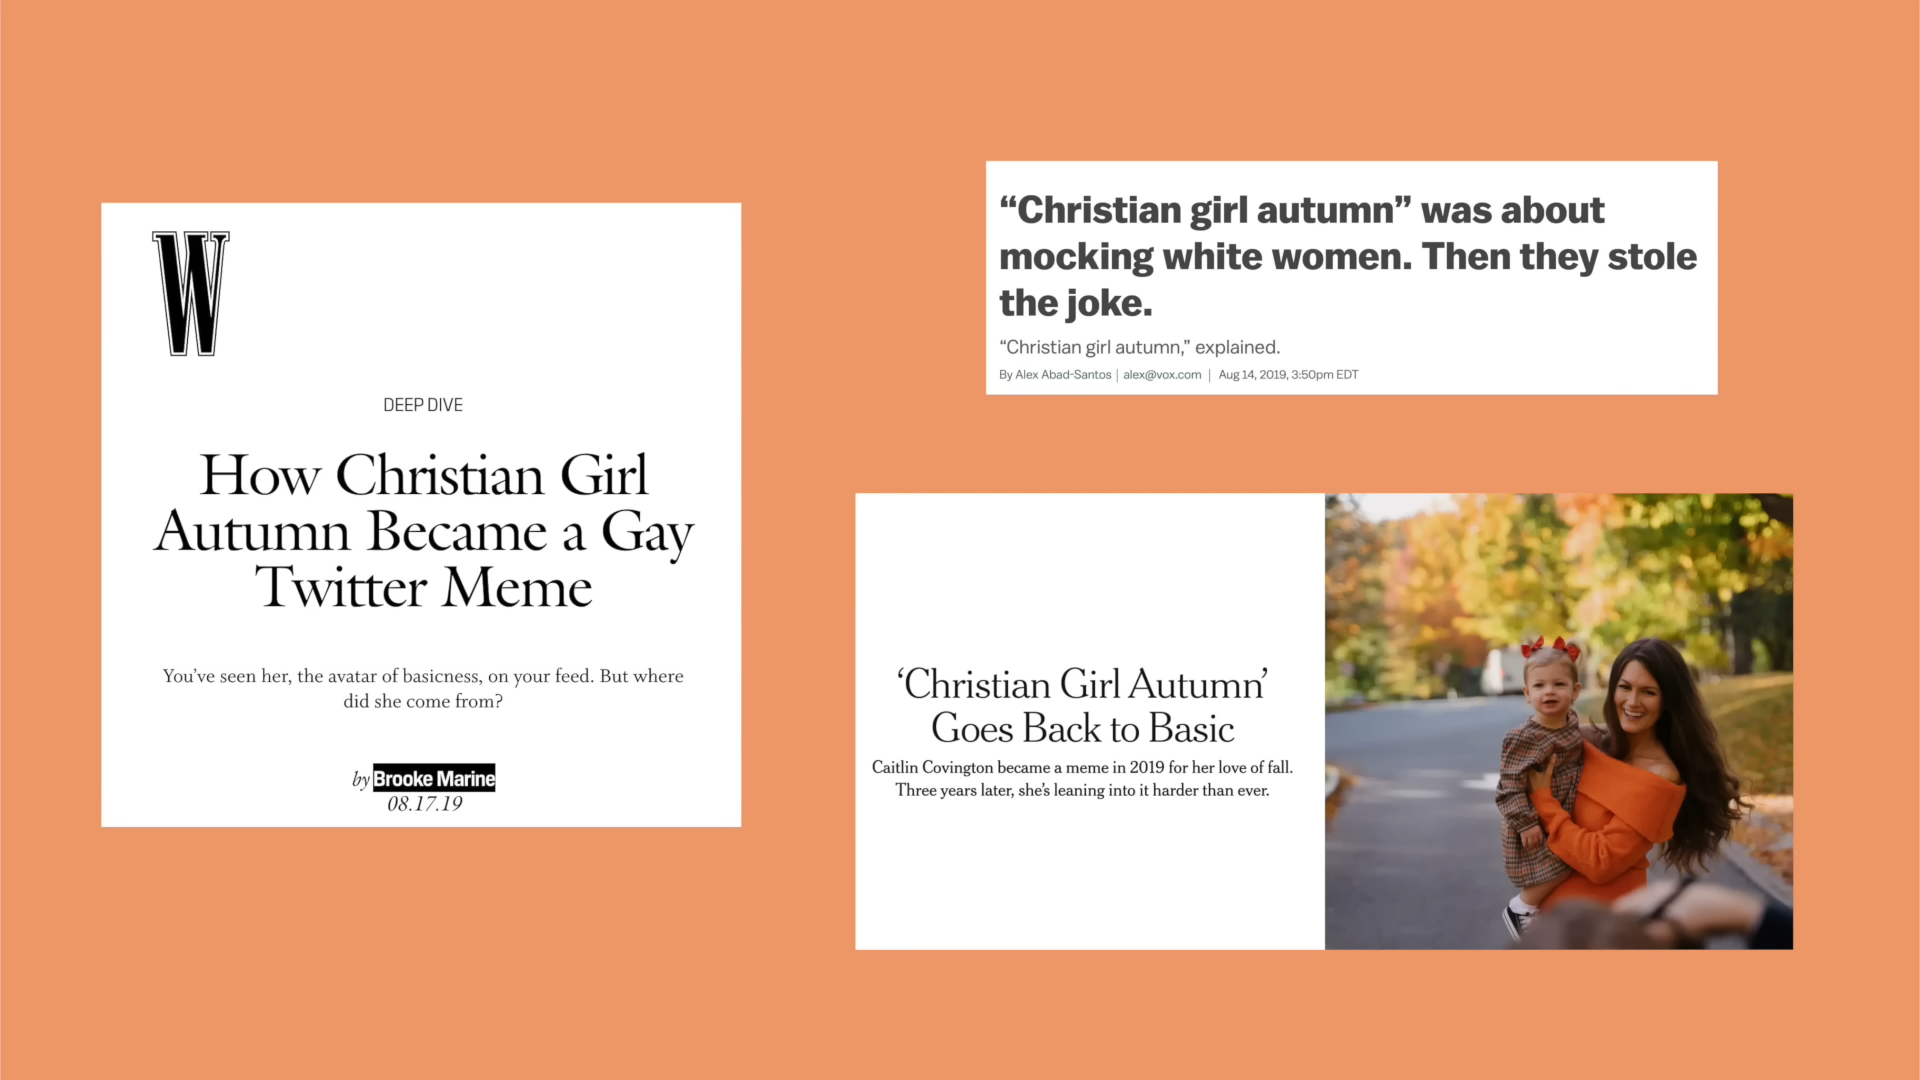 W
DEEP DIVE
How Christian Girl
Autumn Became a Gay
Twitter Meme
You’ve seen her, the avatar of basicness, on your feed. But where
did she come from?
by Brooke Marine
08.17.19
“Christian girl autumn” was about
mocking white women. Then they stole
the joke.
“Christian girl autumn,” explained.
By Alex Abad-Santos | alex@vox.com | Aug 14, 2019, 3:50pm EDT
‘Christian Girl Autumn’
Goes Back to Basic
Caitlin Covington became a meme in 2019 for her love of fall.
Three years later, she’s leaning into it harder than ever.